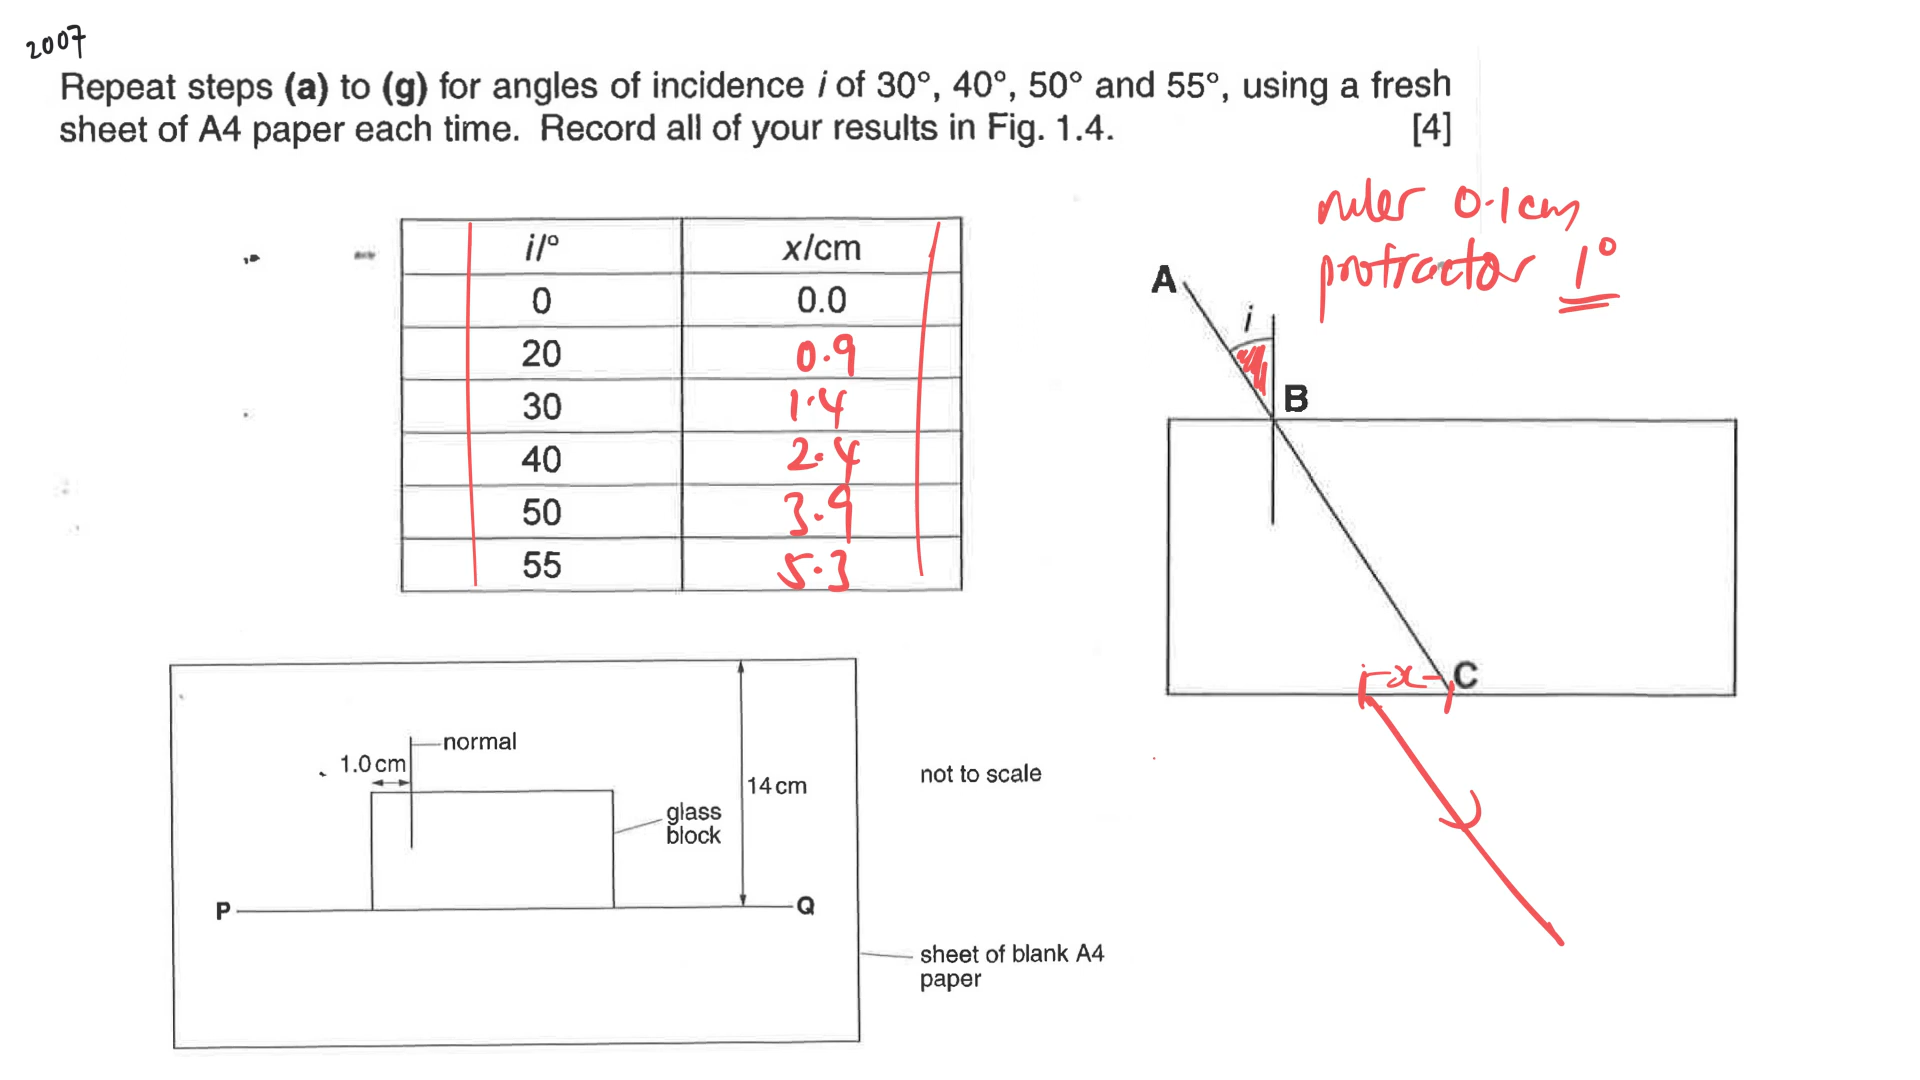 2007
Repeat steps (a) to (g) for angles of incidence i of 30°, 40°, 50° and 55°, using a fresh
sheet of A4 paper each time. Record all of your results in Fig. 1.4. [4]
ruler 0.1cm
protractor 1°
i/° x/cm
0 0.0
20 0.9
30 1.4
40 2.4
50 3.9
55 5.3
A
i
B
x C
normal
1.0 cm
14 cm
not to scale
glass
block
P Q
sheet of blank A4
paper